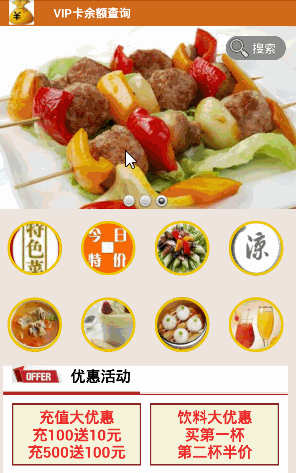 ¥
VIP卡余额查询
搜索
特色菜
今日
特价
凉
OFFER
优惠活动
充值大优惠
充100送10元
充500送100元
饮料大优惠
买第一杯
第二杯半价